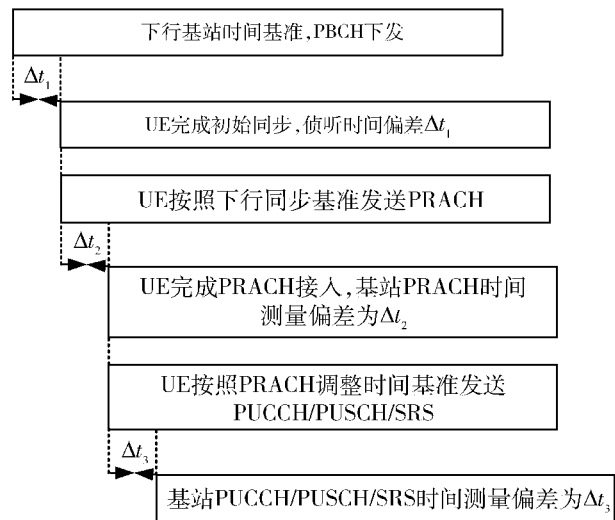 下行基站时间基准,PBCH下发
Δt₁
UE完成初始同步,侦听时间偏差Δt₁
UE按照下行同步基准发送PRACH
Δt₂
UE完成PRACH接入,基站PRACH时间
测量偏差为Δt₂
UE按照PRACH调整时间基准发送
PUCCH/PUSCH/SRS
Δt₃
基站PUCCH/PUSCH/SRS时间测量偏差为Δt₃